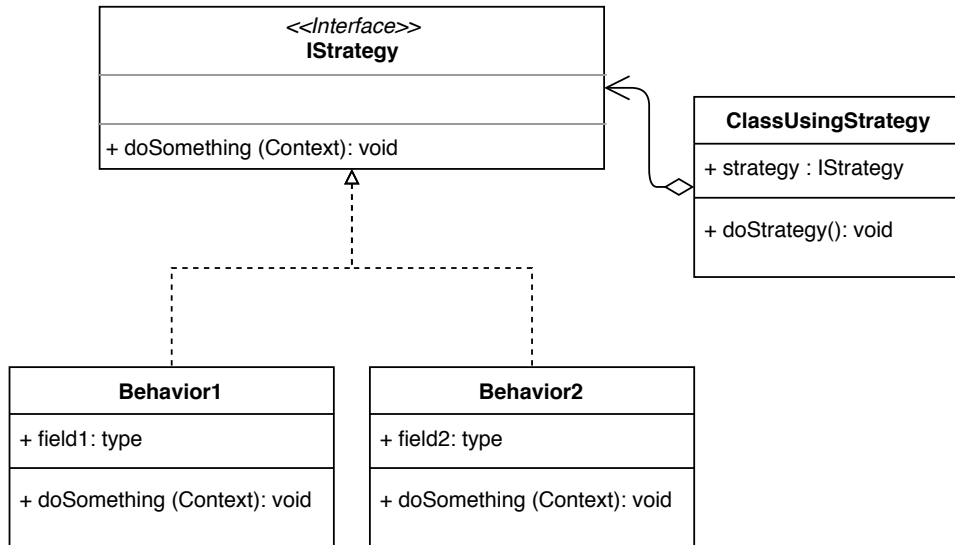 <<Interface>>
IStrategy
+ doSomething (Context): void
ClassUsingStrategy
+ strategy : IStrategy
+ doStrategy(): void
Behavior1
+ field1: type
+ doSomething (Context): void
Behavior2
+ field2: type
+ doSomething (Context): void